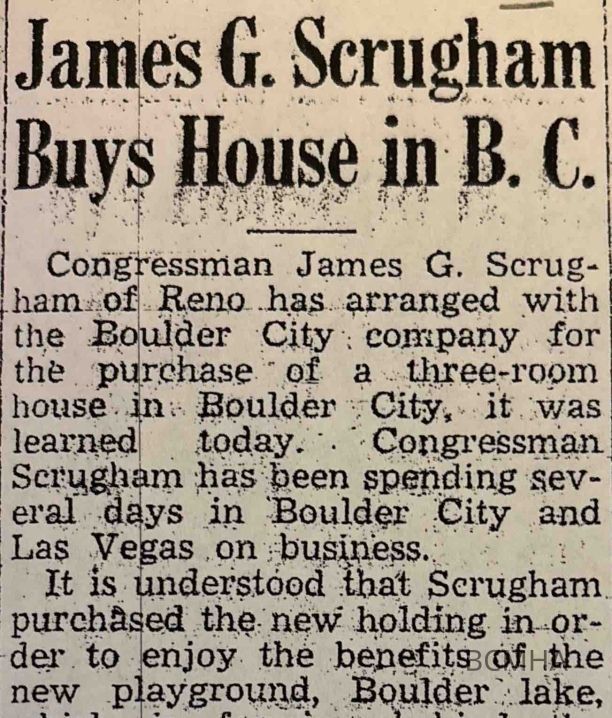 James G. Scrugham
Buys House in B. C.
Congressman James G. Scrug-
ham of Reno has arranged with
the Boulder City company for
the purchase of a three-room
house in Boulder City, it was
learned today. Congressman
Scrugham has been spending sev-
eral days in Boulder City and
Las Vegas on business.
It is understood that Scrugham
purchased the new holding in or-
der to enjoy the benefits of the
new playground, Boulder lake,